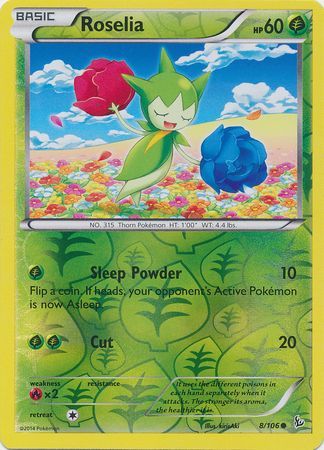 BASIC
Roselia
HP60
NO. 315 Thorn Pokémon HT: 1'00" WT: 4.4 lbs.
Sleep Powder 10
Flip a coin. If heads, your opponent's Active Pokémon
is now Asleep.
Cut 20
weakness resistance
×2
retreat
It uses the different poisons in
each hand separately when it
attacks. The stronger its aroma,
the healthier it is.
©2014 Pokémon
Illus. kirisAki
8/106